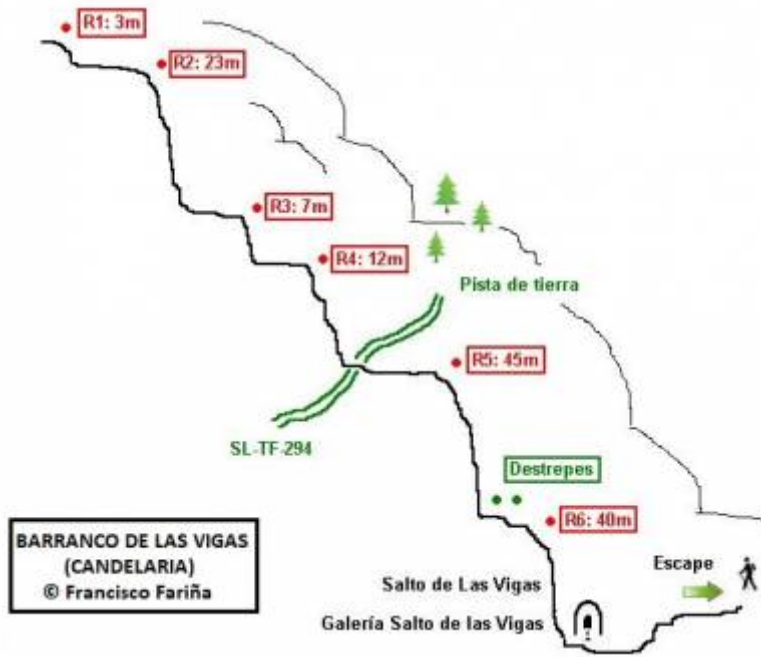 R1: 3m
R2: 23m
R3: 7m
R4: 12m
Pista de tierra
R5: 45m
SL-TF-294
Destrepes
R6: 40m
BARRANCO DE LAS VIGAS
(CANDELARIA)
© Francisco Fariña
Escape
Salto de Las Vigas
Galería Salto de las Vigas